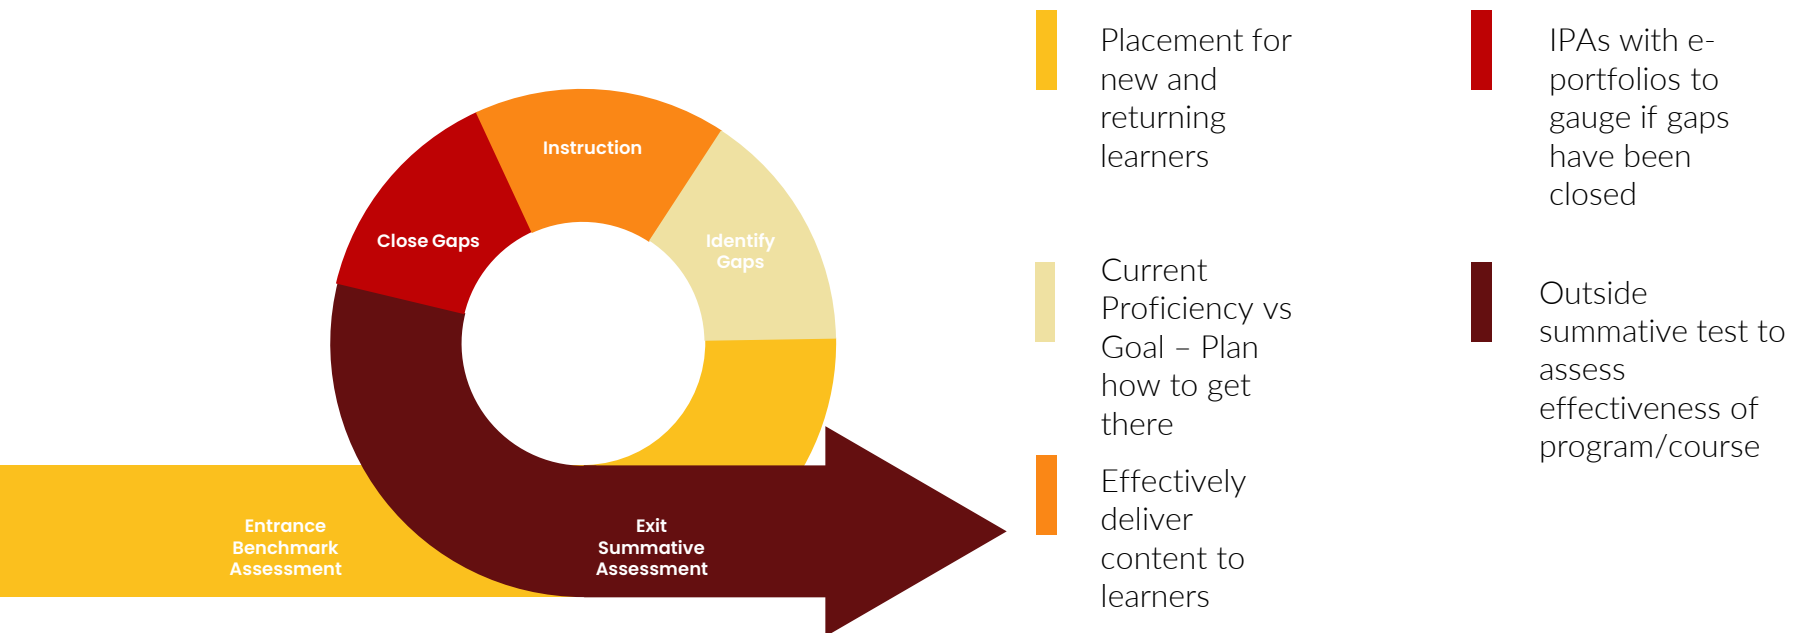 Instruction
Close Gaps
Identify
Gaps
Entrance
Benchmark
Assessment
Exit
Summative
Assessment
Placement for
new and
returning
learners
Current
Proficiency vs
Goal – Plan
how to get
there
Effectively
deliver
content to
learners
IPAs with e-
portfolios to
gauge if gaps
have been
closed
Outside
summative test to
assess
effectiveness of
program/course